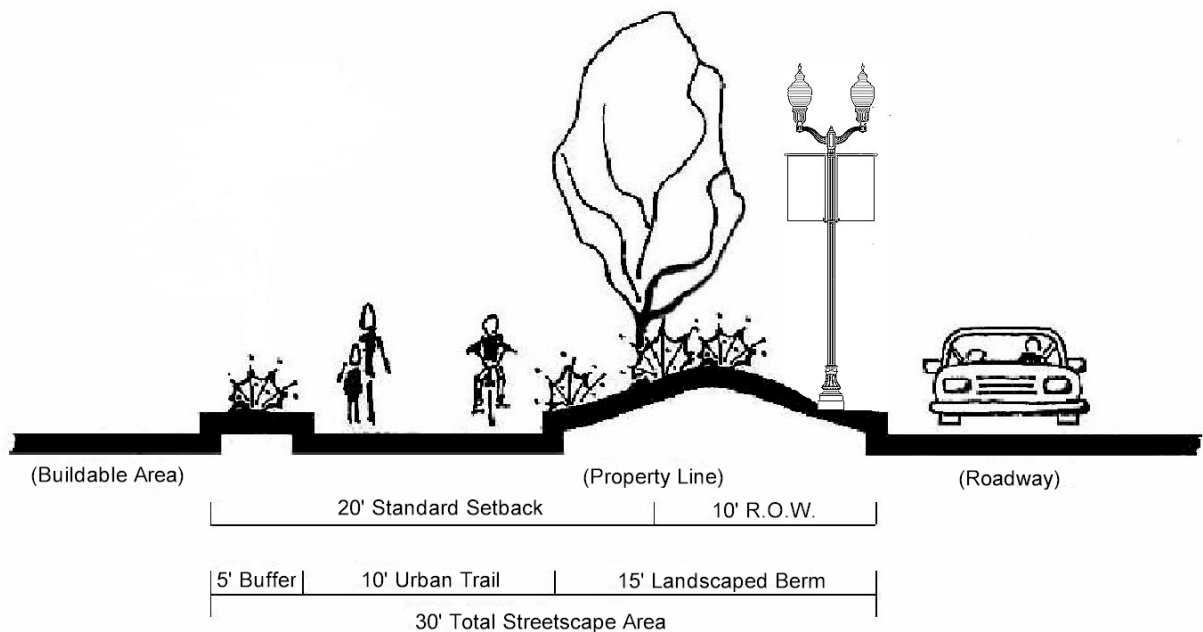 (Buildable Area)
(Property Line)
(Roadway)
20' Standard Setback
10' R.O.W.
5' Buffer
10' Urban Trail
15' Landscaped Berm
30' Total Streetscape Area